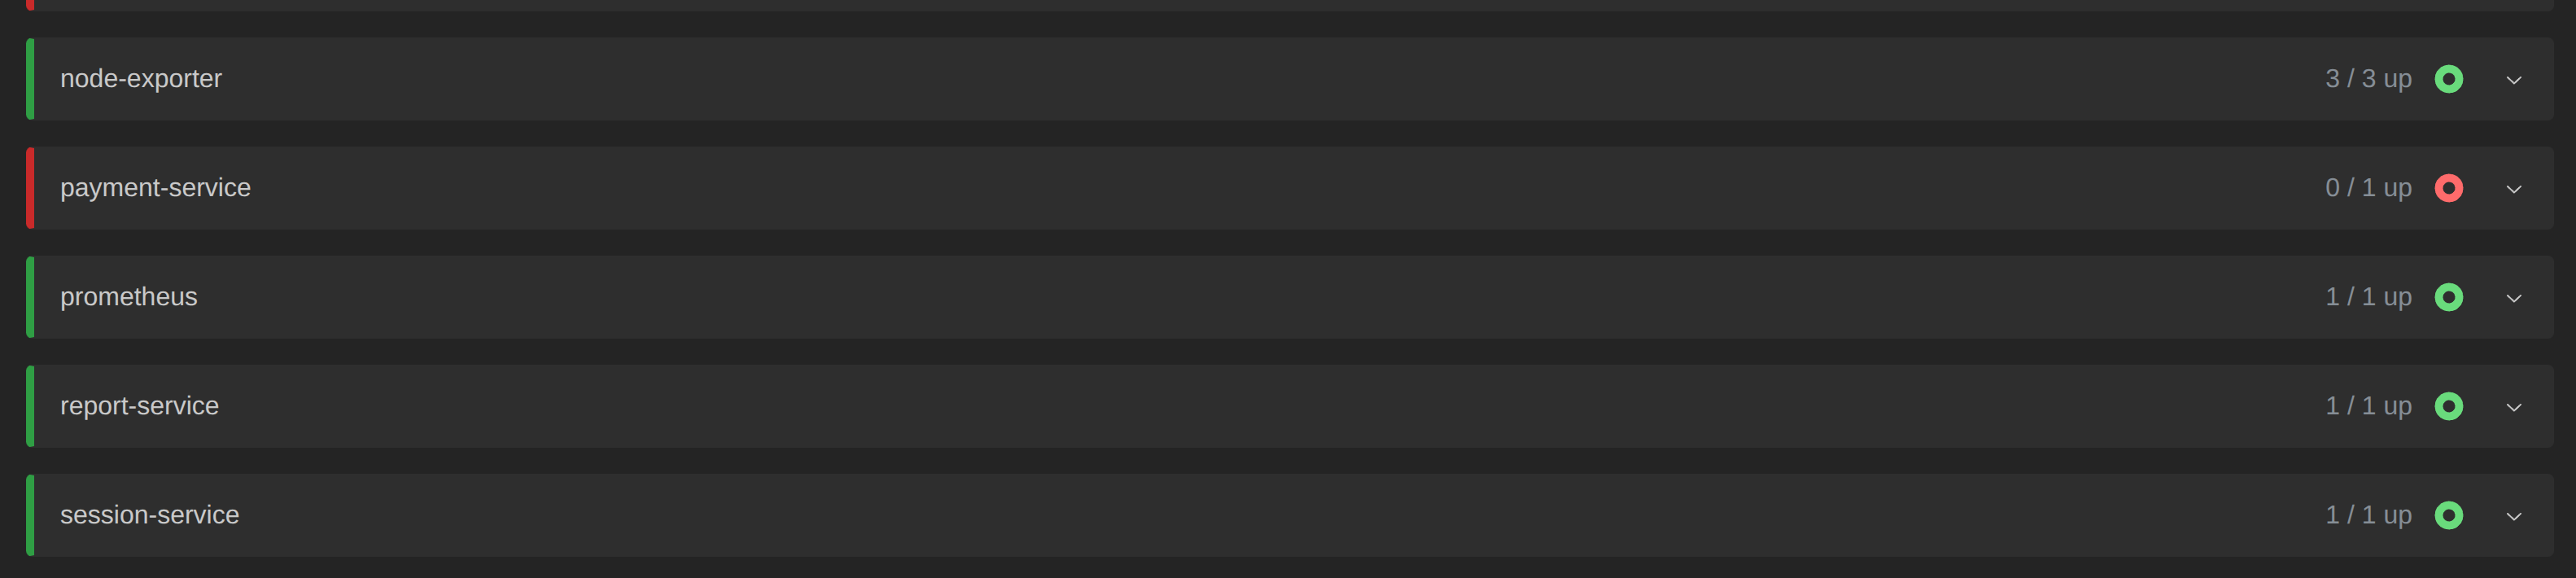 node-exporter 3 / 3 up
payment-service 0 / 1 up
prometheus 1 / 1 up
report-service 1 / 1 up
session-service 1 / 1 up